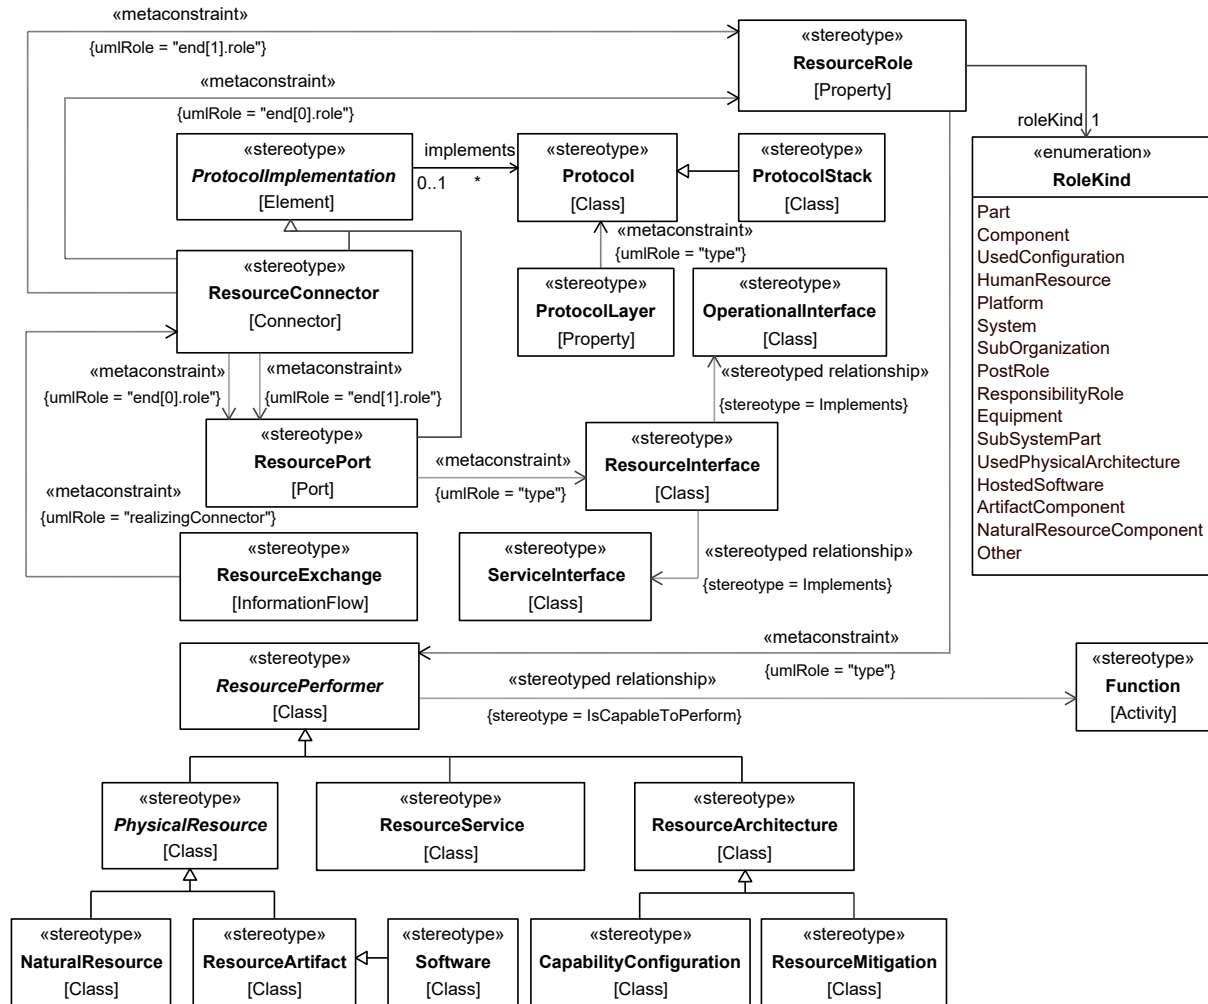 «metaconstraint»
{umlRole = "end[1].role"}
«metaconstraint»
{umlRole = "end[0].role"}
«stereotype»
ResourceRole
[Property]
roleKind 1
«enumeration»
RoleKind
Part
Component
UsedConfiguration
HumanResource
Platform
System
SubOrganization
PostRole
ResponsibilityRole
Equipment
SubSystemPart
UsedPhysicalArchitecture
HostedSoftware
ArtifactComponent
NaturalResourceComponent
Other
«stereotype»
ProtocolImplementation
[Element]
implements
0..1 *
«stereotype»
Protocol
[Class]
«stereotype»
ProtocolStack
[Class]
«metaconstraint»
{umlRole = "type"}
«stereotype»
ResourceConnector
[Connector]
«stereotype»
ProtocolLayer
[Property]
«stereotype»
OperationalInterface
[Class]
«metaconstraint»
{umlRole = "end[0].role"}
«metaconstraint»
{umlRole = "end[1].role"}
«stereotyped relationship»
{stereotype = Implements}
«stereotype»
ResourcePort
[Port]
«metaconstraint»
{umlRole = "type"}
«stereotype»
ResourceInterface
[Class]
«metaconstraint»
{umlRole = "realizingConnector"}
«stereotype»
ResourceExchange
[InformationFlow]
«stereotype»
ServiceInterface
[Class]
«stereotyped relationship»
{stereotype = Implements}
«stereotype»
ResourcePerformer
[Class]
«metaconstraint»
{umlRole = "type"}
«stereotyped relationship»
{stereotype = IsCapableToPerform}
«stereotype»
Function
[Activity]
«stereotype»
PhysicalResource
[Class]
«stereotype»
ResourceService
[Class]
«stereotype»
ResourceArchitecture
[Class]
«stereotype»
NaturalResource
[Class]
«stereotype»
ResourceArtifact
[Class]
«stereotype»
Software
[Class]
«stereotype»
CapabilityConfiguration
[Class]
«stereotype»
ResourceMitigation
[Class]